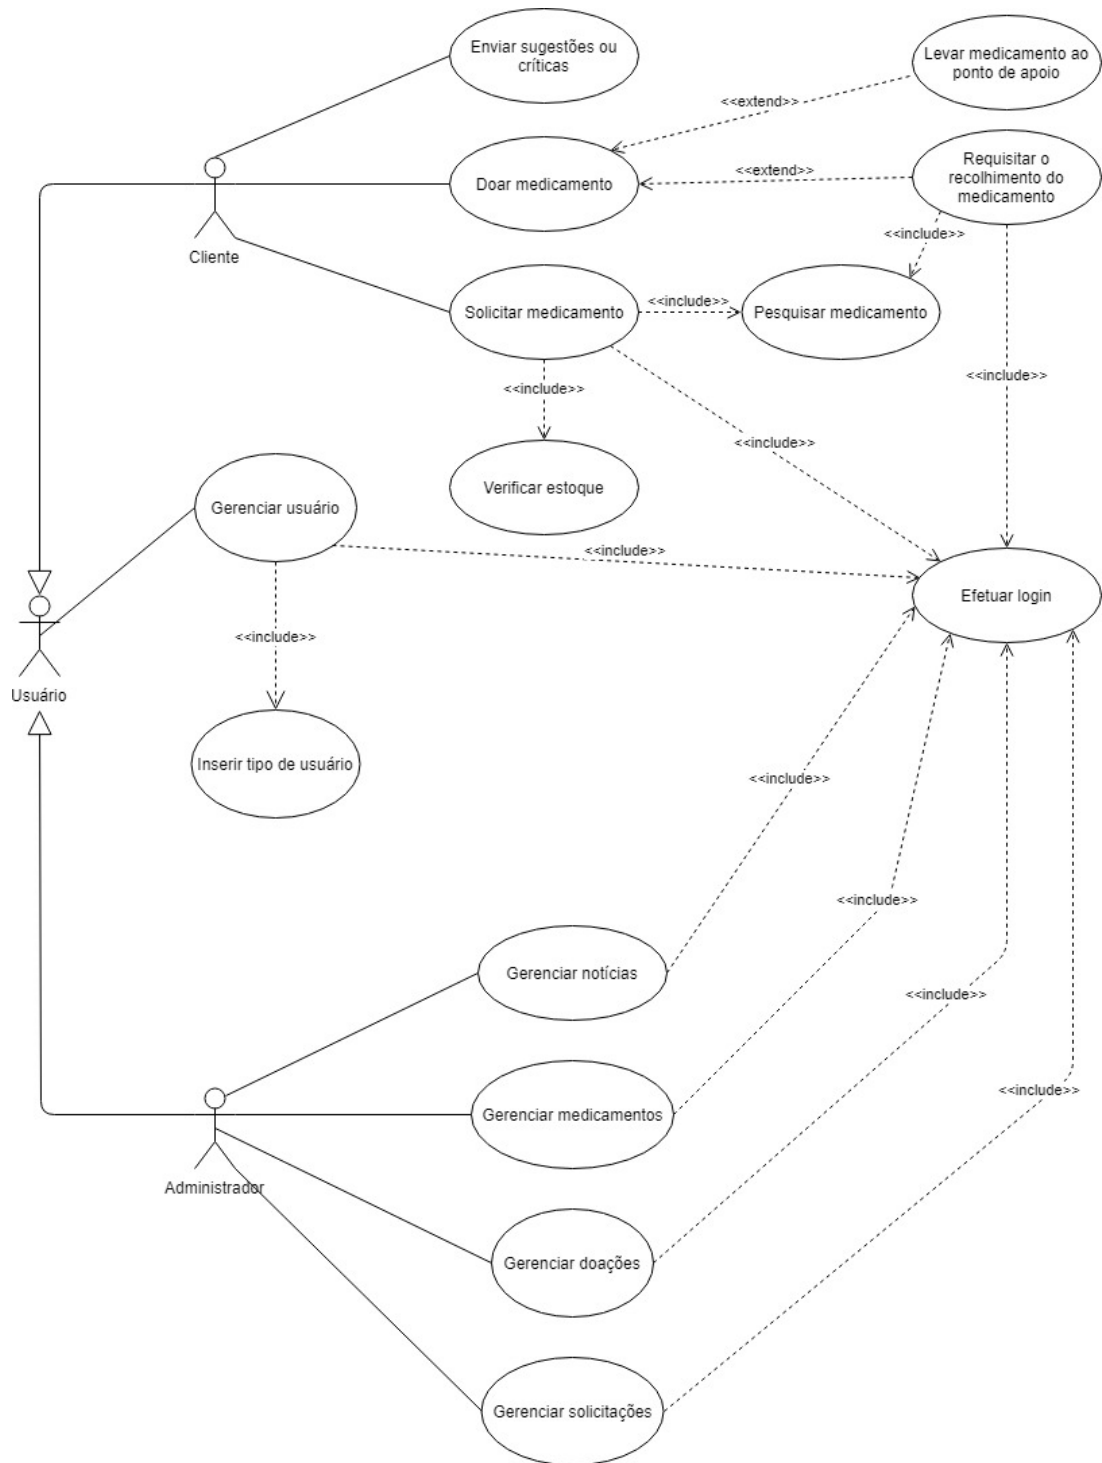 Enviar sugestões ou
críticas
Levar medicamento ao
ponto de apoio
<<extend>>
Doar medicamento
<<extend>>
Requisitar o
recolhimento do
medicamento
Cliente
<<include>>
Solicitar medicamento
<<include>>
Pesquisar medicamento
<<include>>
<<include>>
<<include>>
Verificar estoque
Gerenciar usuário
<<include>>
Efetuar login
<<include>>
Usuário
Inserir tipo de usuário
<<include>>
<<include>>
Gerenciar notícias
<<include>>
<<include>>
Gerenciar medicamentos
Administrador
Gerenciar doações
Gerenciar solicitações